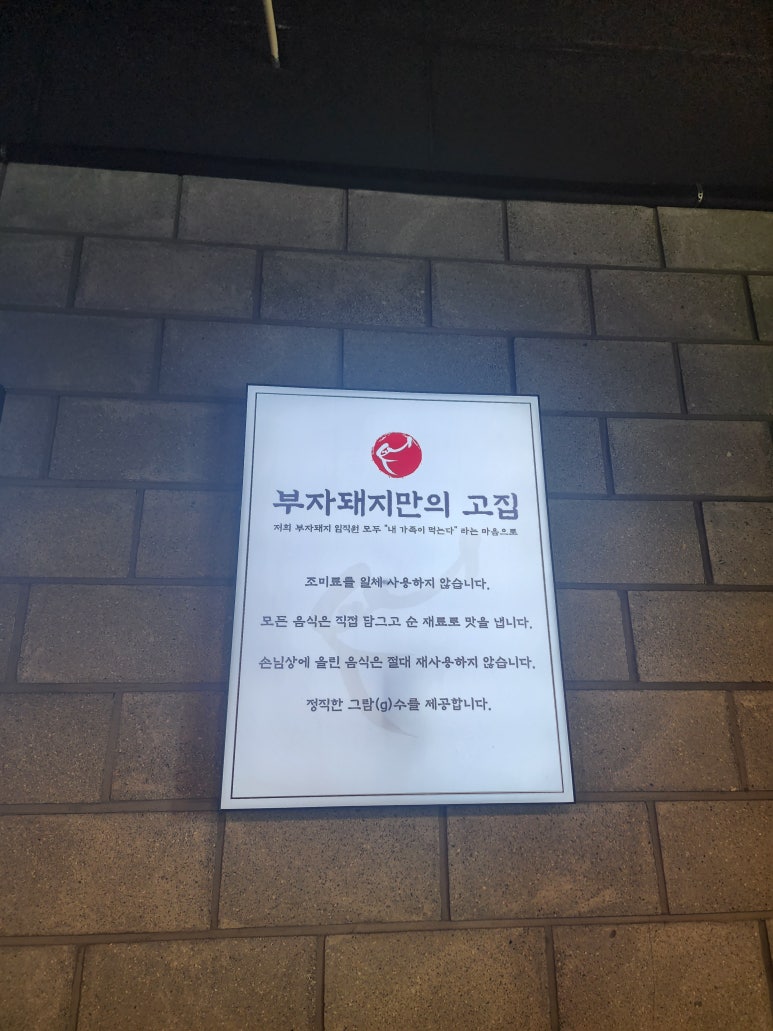 부자돼지만의 고집
저희 부자돼지 임직원 모두 "내 가족이 먹는다" 라는 마음으로
조미료를 일체 사용하지 않습니다.
모든 음식은 직접 담그고 순 재료로 맛을 냅니다.
손님상에 올린 음식은 절대 재사용하지 않습니다.
정직한 그람(g)수를 제공합니다.